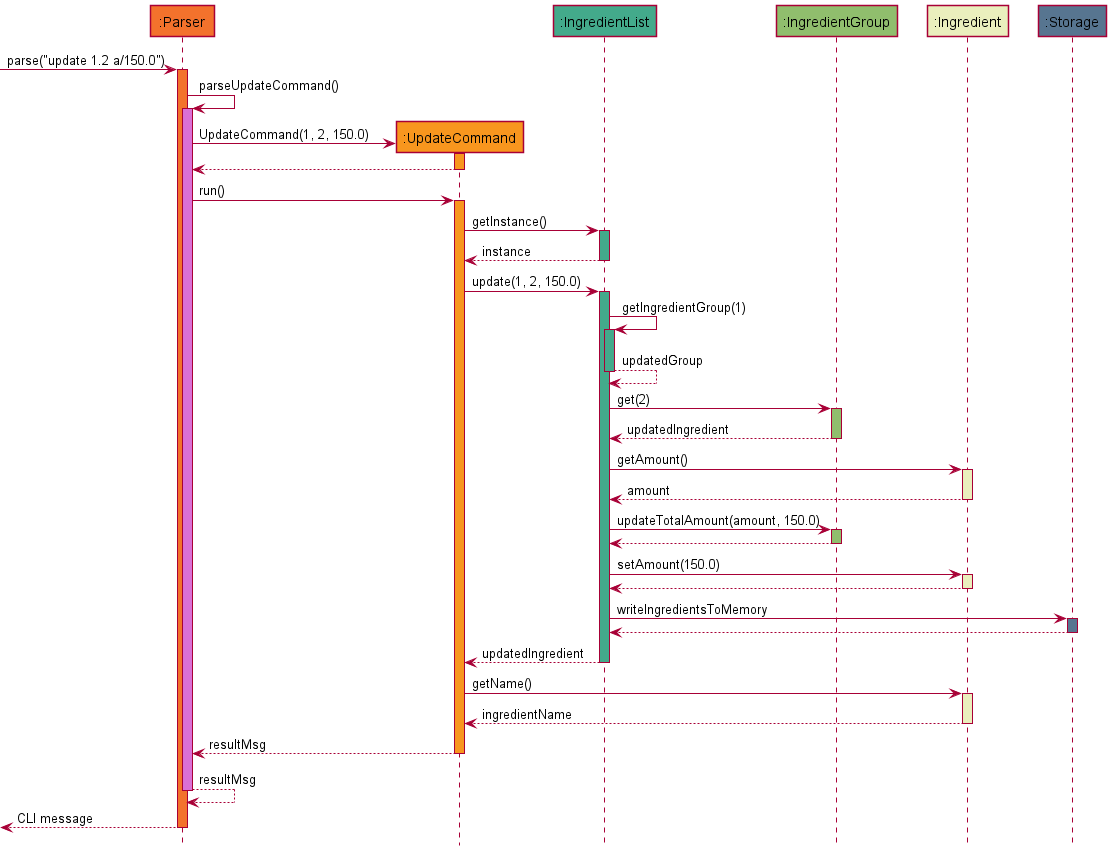 :Parser
:IngredientList
:IngredientGroup
:Ingredient
:Storage
parse("update 1.2 a/150.0")
parseUpdateCommand()
UpdateCommand(1, 2, 150.0)
:UpdateCommand
run()
getInstance()
instance
update(1, 2, 150.0)
getIngredientGroup(1)
updatedGroup
get(2)
updatedIngredient
getAmount()
amount
updateTotalAmount(amount, 150.0)
setAmount(150.0)
writeIngredientsToMemory
updatedIngredient
getName()
ingredientName
resultMsg
resultMsg
CLI message